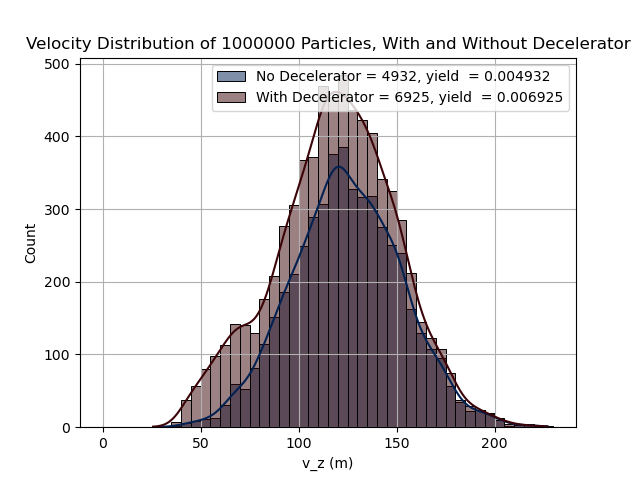 Velocity Distribution of 1000000 Particles, With and Without Decelerator
No Decelerator = 4932, yield  = 0.004932
With Decelerator = 6925, yield  = 0.006925
Count
500
400
300
200
100
0
0 50 100 150 200
v_z (m)